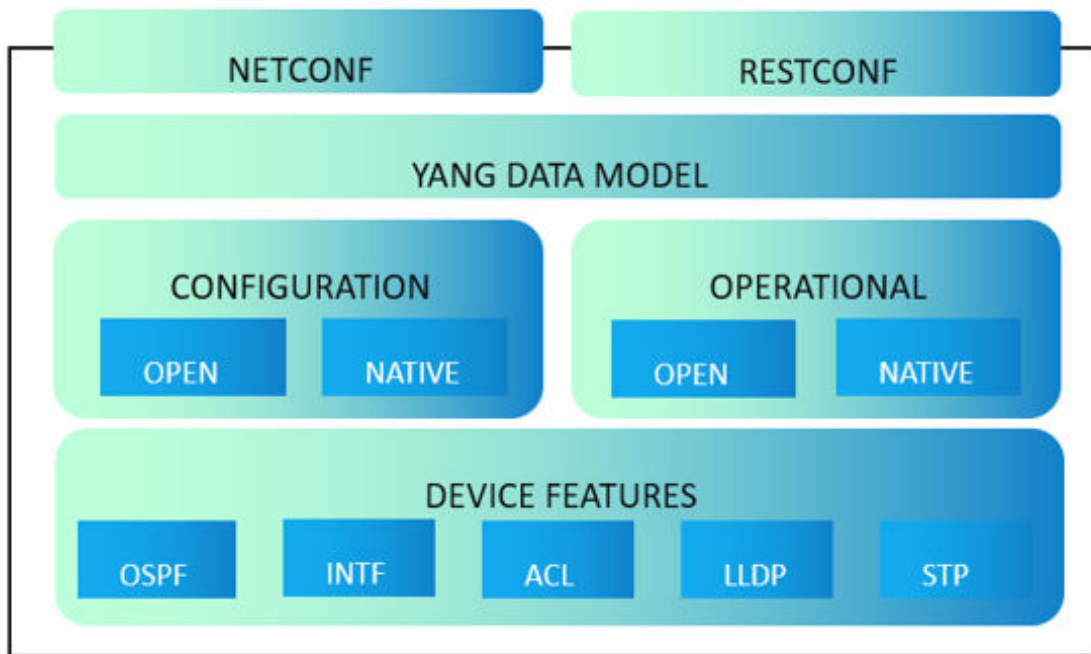 NETCONF
RESTCONF
YANG DATA MODEL
CONFIGURATION
OPEN
NATIVE
OPERATIONAL
OPEN
NATIVE
DEVICE FEATURES
OSPF
INTF
ACL
LLDP
STP